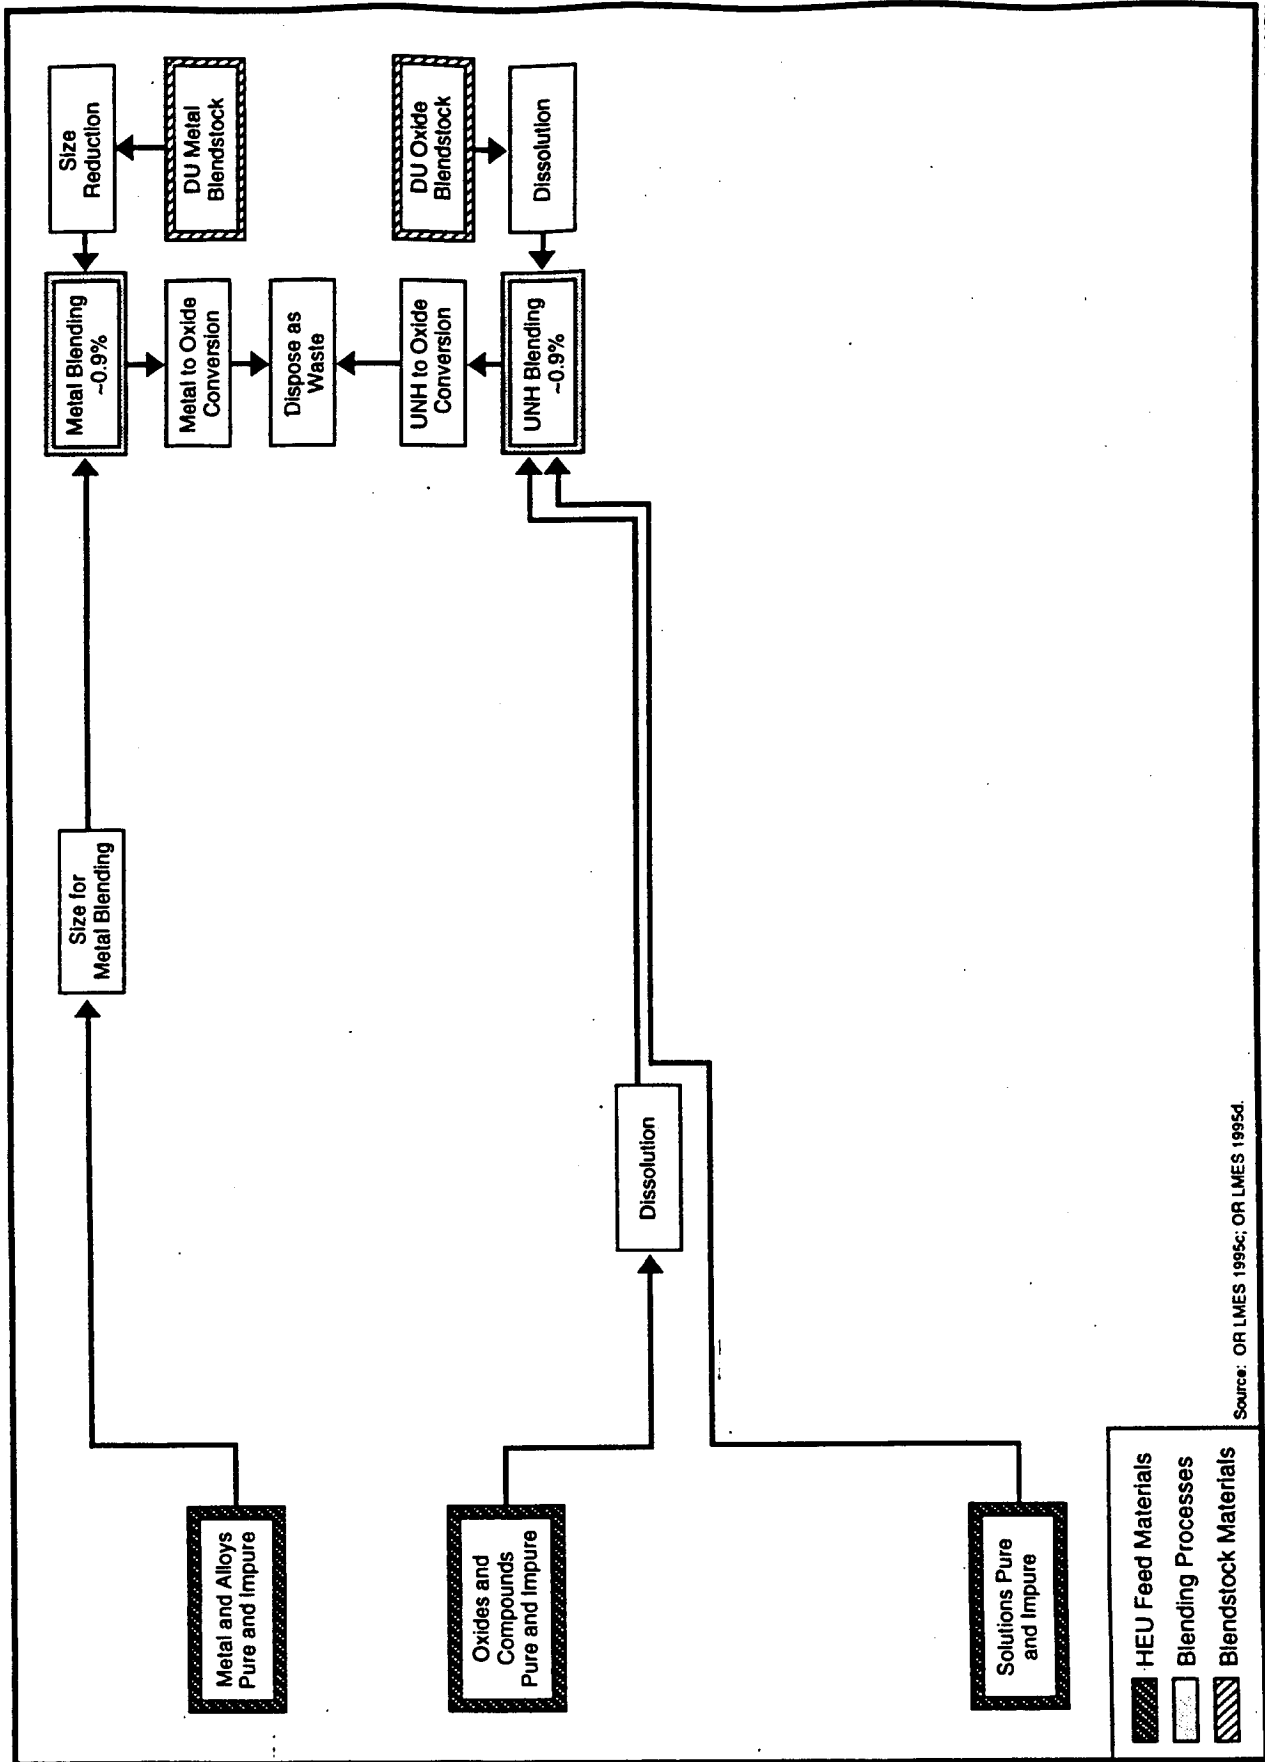 Metal and Alloys
Pure and Impure
Size for
Metal Blending
Metal Blending
~0.9%
Size
Reduction
DU Metal
Blendstock
Metal to Oxide
Conversion
Dispose as
Waste
UNH to Oxide
Conversion
DU Oxide
Blendstock
Oxides and
Compounds
Pure and Impure
Dissolution
UNH Blending
~0.9%
Dissolution
Solutions Pure
and Impure
HEU Feed Materials
Blending Processes
Blendstock Materials
Source: OR LMES 1995c; OR LMES 1995d.